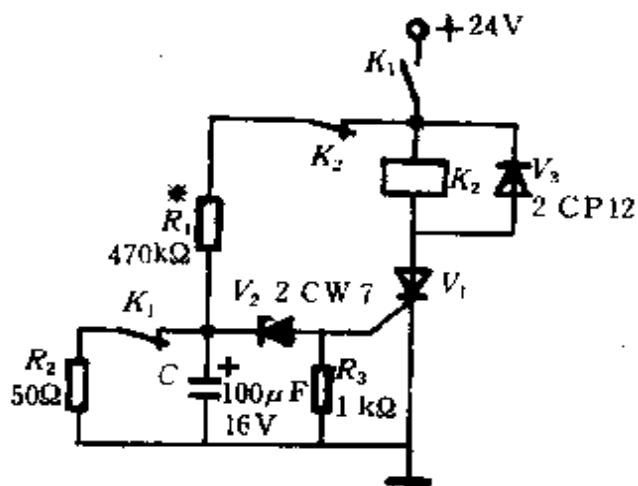 +24V
K₁
K₂
K₂
V₃
2 CP12
*
R₁
470kΩ
V₂ 2 CW 7
V₁
K₁
R₂
50Ω
C
+
100μF
16V
R₃
1 kΩ